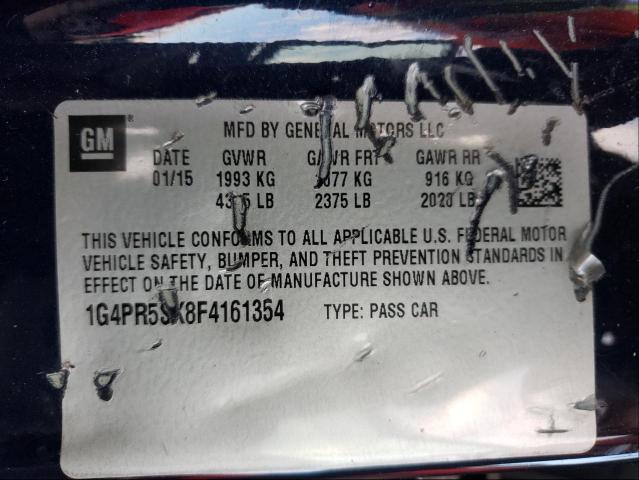 GM
®
MFD BY GENERAL MOTORS LLC
DATE GVWR GAWR FRT GAWR RR
01/15 1993 KG 1077 KG 916 KG
LB 2375 LB LB
THIS VEHICLE CONFORMS TO ALL APPLICABLE U.S. FEDERAL MOTOR
VEHICLE SAFETY, BUMPER, AND THEFT PREVENTION STANDARDS IN
EFFECT ON THE DATE OF MANUFACTURE SHOWN ABOVE.
TYPE: PASS CAR